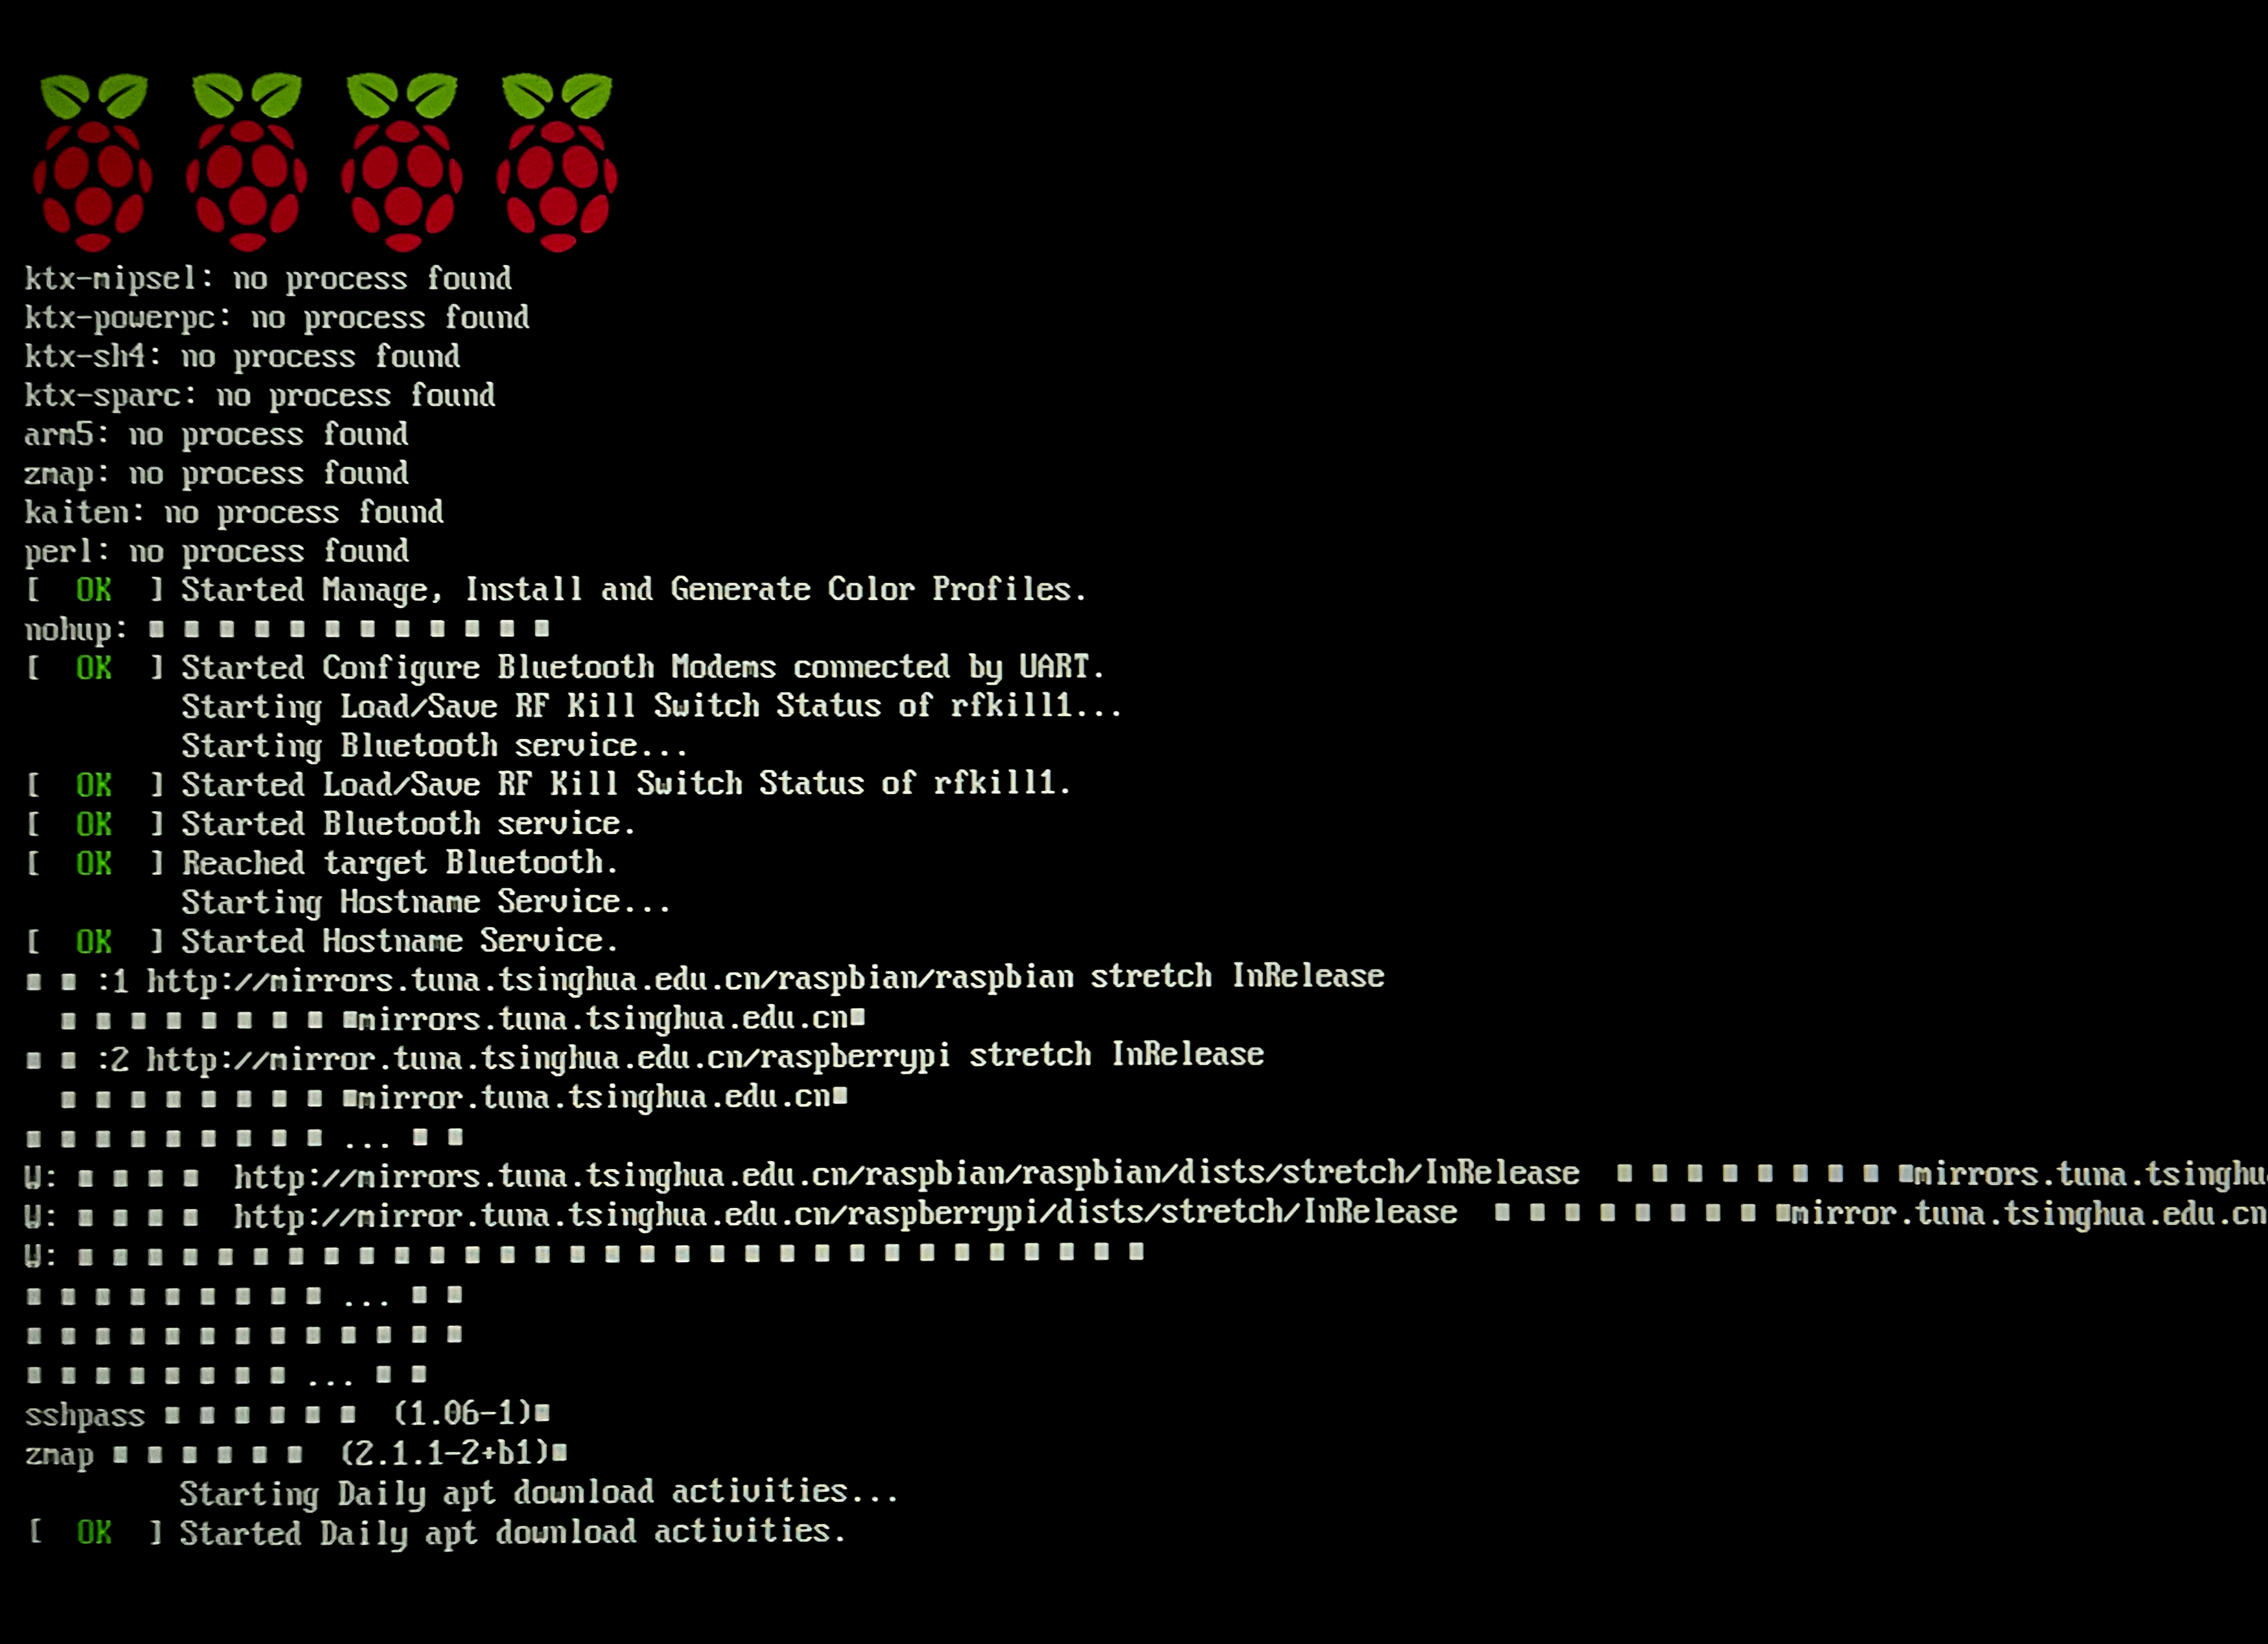 ktx-mipsel: no process found
ktx-powerpc: no process found
ktx-sh4: no process found
ktx-sparc: no process found
arm5: no process found
zmap: no process found
kaiten: no process found
perl: no process found
[  OK  ] Started Manage, Install and Generate Color Profiles.
nohup: ■ ■ ■ ■ ■ ■ ■ ■ ■ ■ ■ ■
[  OK  ] Started Configure Bluetooth Modems connected by UART.
Starting Load/Save RF Kill Switch Status of rfkill1...
Starting Bluetooth service...
[  OK  ] Started Load/Save RF Kill Switch Status of rfkill1.
[  OK  ] Started Bluetooth service.
[  OK  ] Reached target Bluetooth.
Starting Hostname Service...
[  OK  ] Started Hostname Service.
■ ■ :1 http://mirrors.tuna.tsinghua.edu.cn/raspbian/raspbian stretch InRelease
■ ■ ■ ■ ■ ■ ■ ■ ■mirrors.tuna.tsinghua.edu.cn■
■ ■ :2 http://mirror.tuna.tsinghua.edu.cn/raspberrypi stretch InRelease
■ ■ ■ ■ ■ ■ ■ ■ ■mirror.tuna.tsinghua.edu.cn■
■ ■ ■ ■ ■ ■ ■ ■ ■ ... ■ ■
W: ■ ■ ■ ■  http://mirrors.tuna.tsinghua.edu.cn/raspbian/raspbian/dists/stretch/InRelease  ■ ■ ■ ■ ■ ■ ■ ■ ■mirrors.tuna.tsinghu
W: ■ ■ ■ ■  http://mirror.tuna.tsinghua.edu.cn/raspberrypi/dists/stretch/InRelease  ■ ■ ■ ■ ■ ■ ■ ■ ■mirror.tuna.tsinghua.edu.cn
W: ■ ■ ■ ■ ■ ■ ■ ■ ■ ■ ■ ■ ■ ■ ■ ■ ■ ■ ■ ■ ■ ■ ■ ■ ■ ■ ■ ■ ■ ■ ■
■ ■ ■ ■ ■ ■ ■ ■ ■ ... ■ ■
■ ■ ■ ■ ■ ■ ■ ■ ■ ■ ■ ■ ■
■ ■ ■ ■ ■ ■ ■ ■ ... ■ ■
sshpass ■ ■ ■ ■ ■ ■  (1.06-1)■
zmap ■ ■ ■ ■ ■ ■  (2.1.1-2+b1)■
Starting Daily apt download activities...
[  OK  ] Started Daily apt download activities.